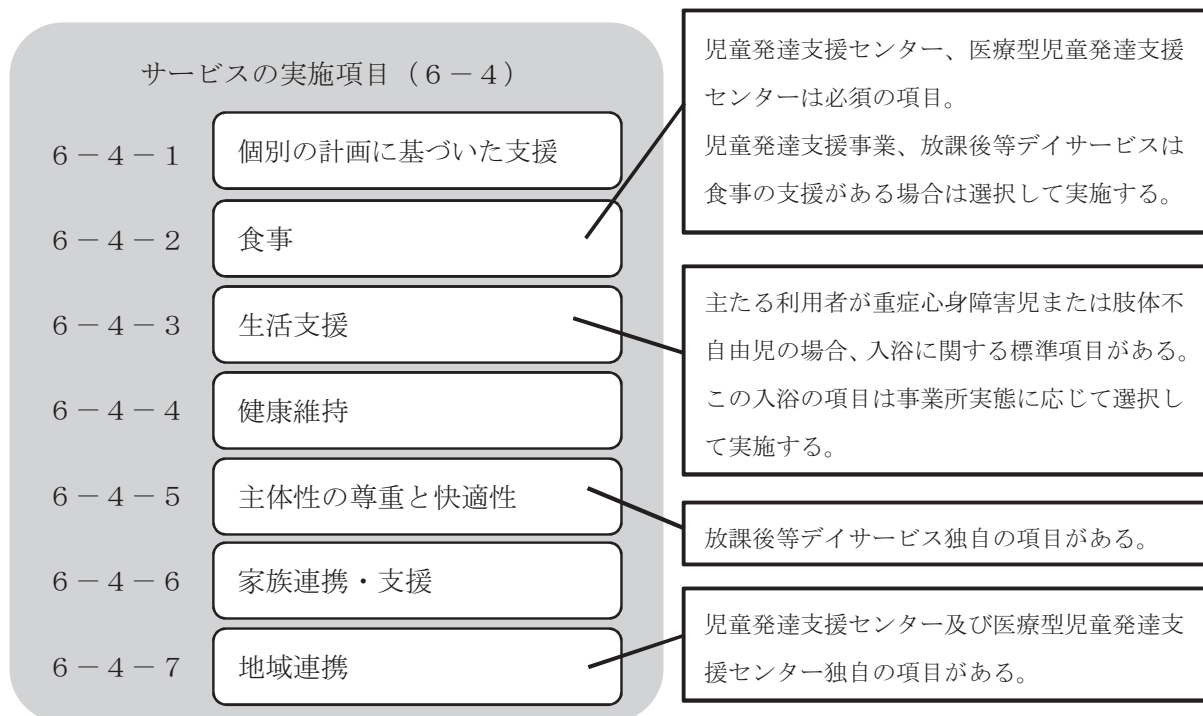 サービスの実施項目（６－４）
６－４－１ 個別の計画に基づいた支援
６－４－２ 食事
６－４－３ 生活支援
６－４－４ 健康維持
６－４－５ 主体性の尊重と快適性
６－４－６ 家族連携・支援
６－４－７ 地域連携
児童発達支援センター、医療型児童発達支援
センターは必須の項目。
児童発達支援事業、放課後等デイサービスは
食事の支援がある場合は選択して実施する。
主たる利用者が重症心身障害児または肢体不
自由児の場合、入浴に関する標準項目がある。
この入浴の項目は事業所実態に応じて選択し
て実施する。
放課後等デイサービス独自の項目がある。
児童発達支援センター及び医療型児童発達支
援センター独自の項目がある。